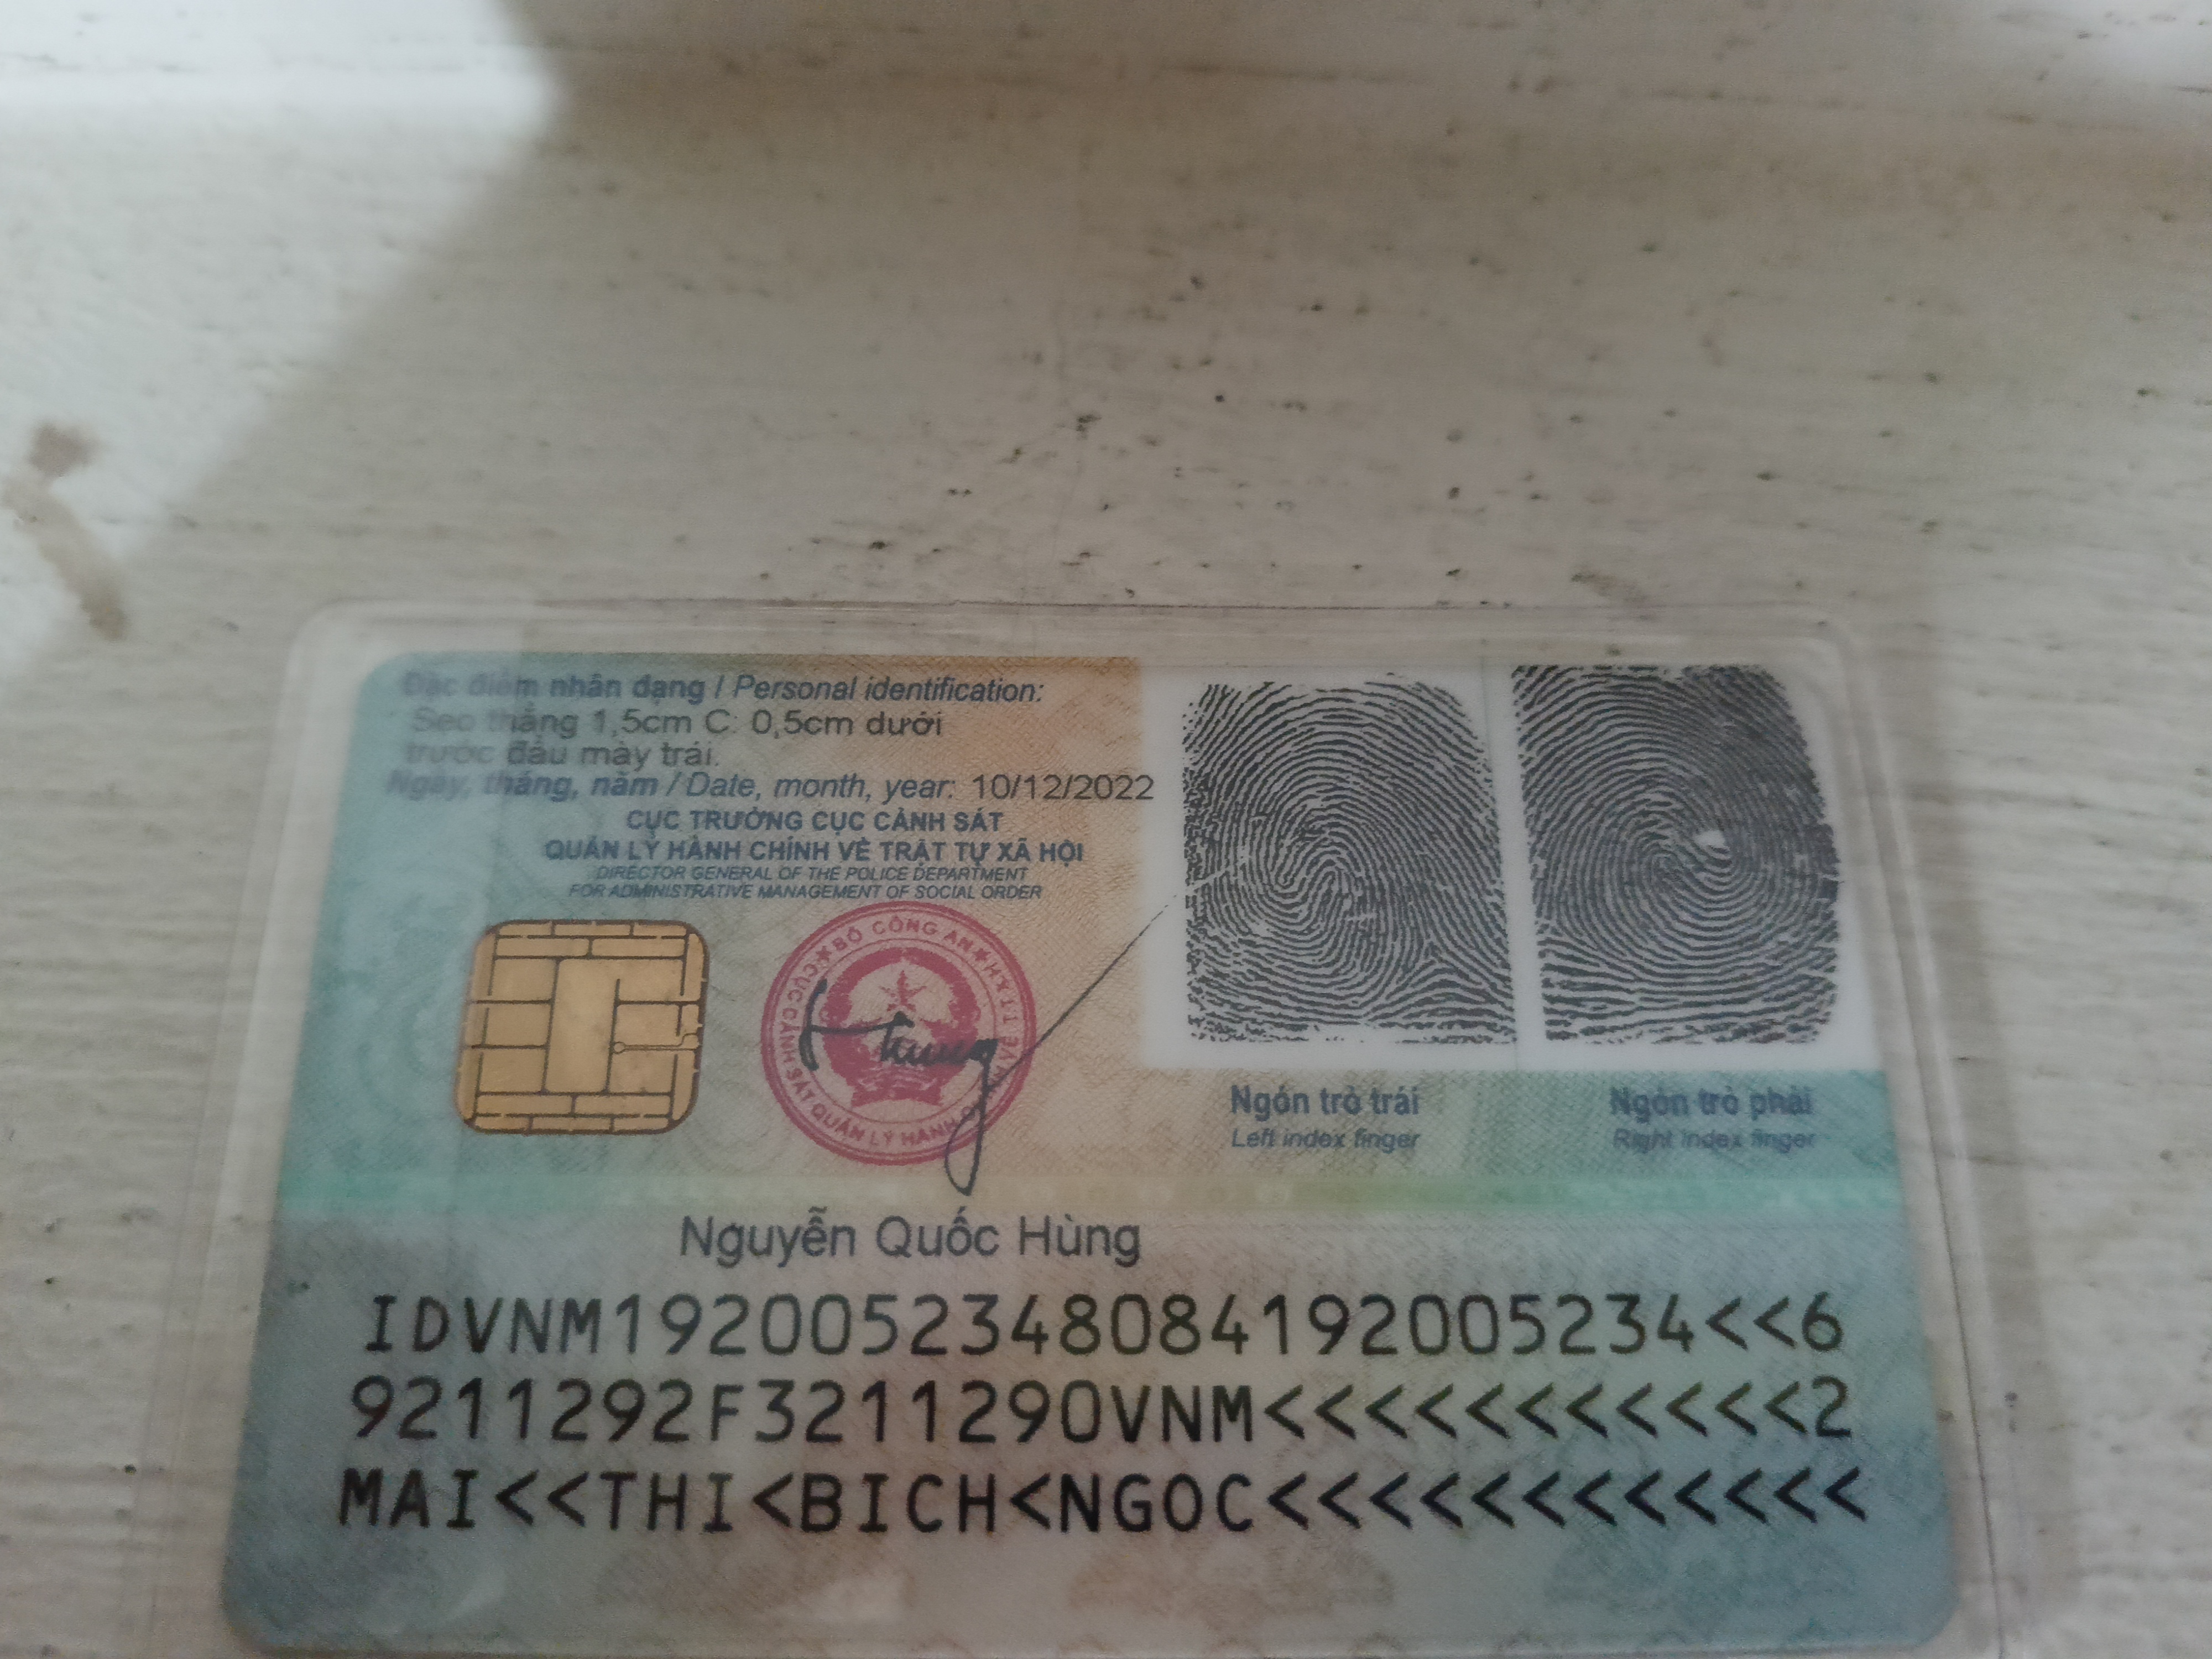 Đặc điểm nhân dạng / Personal identification:
Sẹo thẳng 1,5cm C: 0,5cm dưới
trước đầu mày trái.
Ngày, tháng, năm / Date, month, year: 10/12/2022
CỤC TRƯỞNG CỤC CẢNH SÁT
QUẢN LÝ HÀNH CHÍNH VỀ TRẬT TỰ XÃ HỘI
DIRECTOR GENERAL OF THE POLICE DEPARTMENT
FOR ADMINISTRATIVE MANAGEMENT OF SOCIAL ORDER
BỘ CÔNG AN
CỤC CẢNH SÁT QUẢN LÝ HÀNH CHÍNH VỀ TTXH
Ngón trỏ trái
Left index finger
Ngón trỏ phải
Right index finger
Nguyễn Quốc Hùng
IDVNM1920052348084192005234<<6
9211292F3211290VNM<<<<<<<<<<<2
MAI<<THI<BICH<NGOC<<<<<<<<<<<<